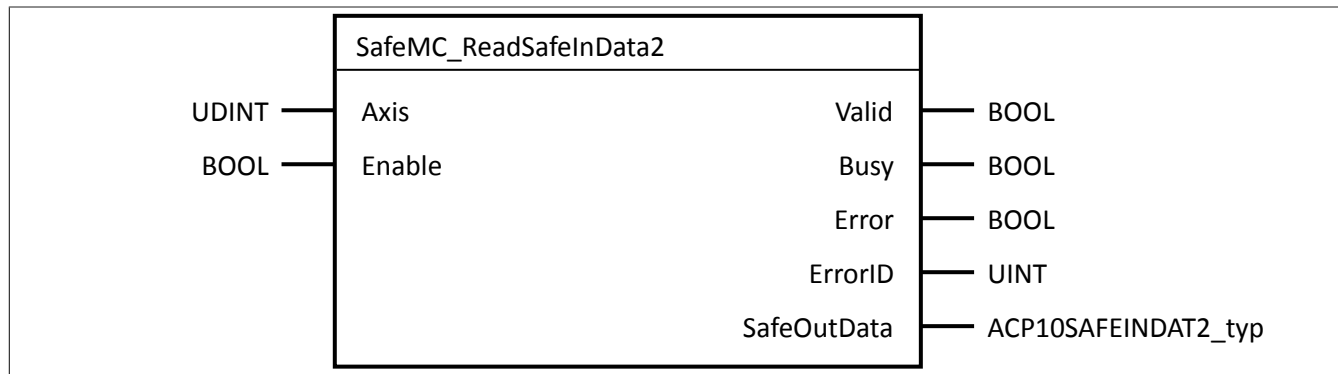 SafeMC_ReadSafeInData2
UDINT Axis Valid BOOL
BOOL Enable Busy BOOL
Error BOOL
ErrorID UINT
SafeOutData ACP10SAFEINDAT2_typ